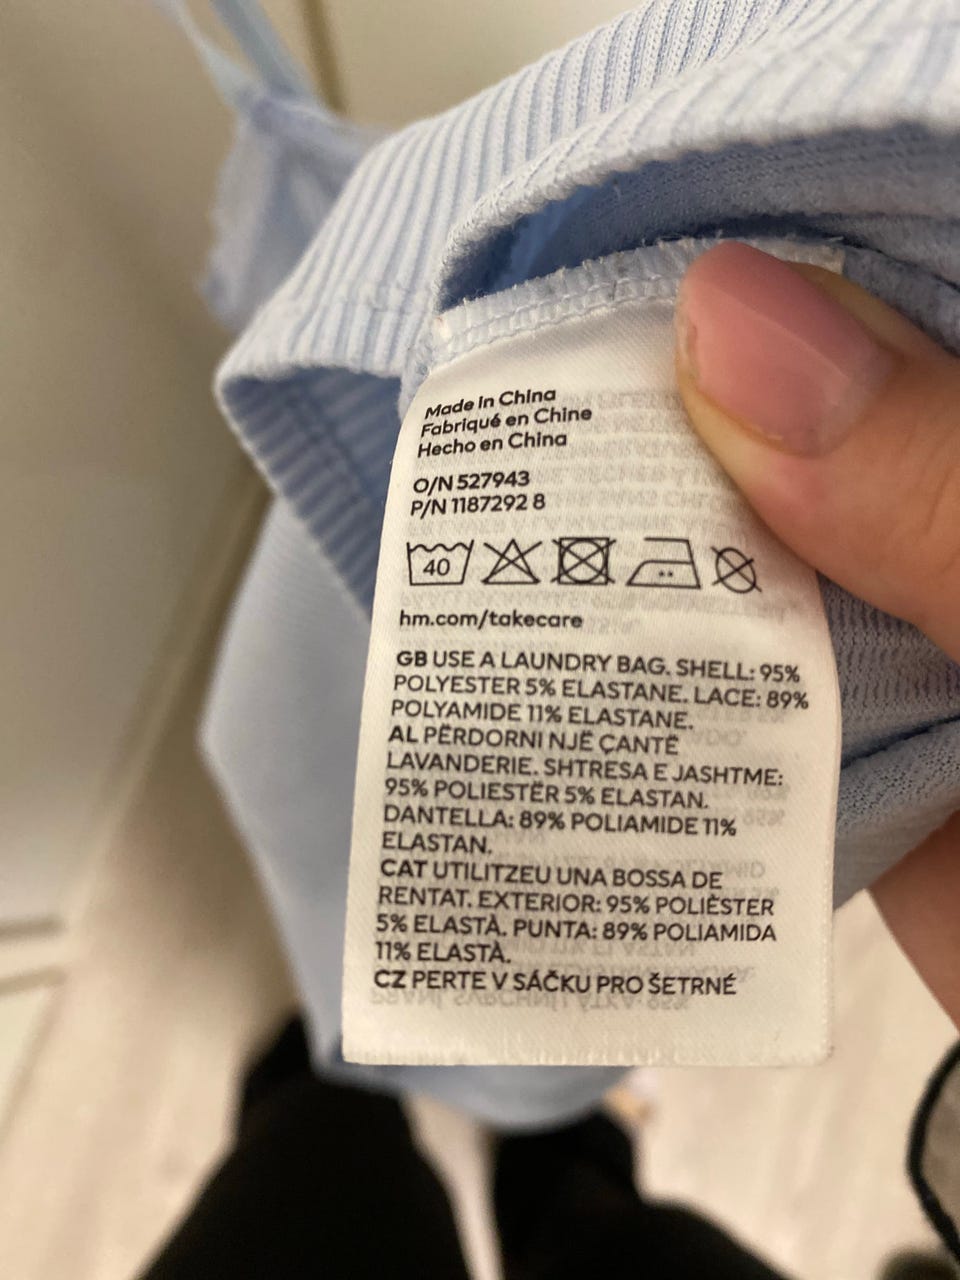 Made in China
Fabriqué en Chine
Hecho en China
O/N 527943
P/N 1187292 8
40
hm.com/takecare
GB USE A LAUNDRY BAG. SHELL: 95%
POLYESTER 5% ELASTANE. LACE: 89%
POLYAMIDE 11% ELASTANE.
AL PËRDORNI NJË ÇANTË
LAVANDERIE. SHTRESA E JASHTME:
95% POLIESTËR 5% ELASTAN.
DANTELLA: 89% POLIAMIDE 11%
ELASTAN.
CAT UTILITZEU UNA BOSSA DE
RENTAT. EXTERIOR: 95% POLIÈSTER
5% ELASTÀ. PUNTA: 89% POLIAMIDA
11% ELASTÀ.
CZ PERTE V SÁČKU PRO ŠETRNÉ